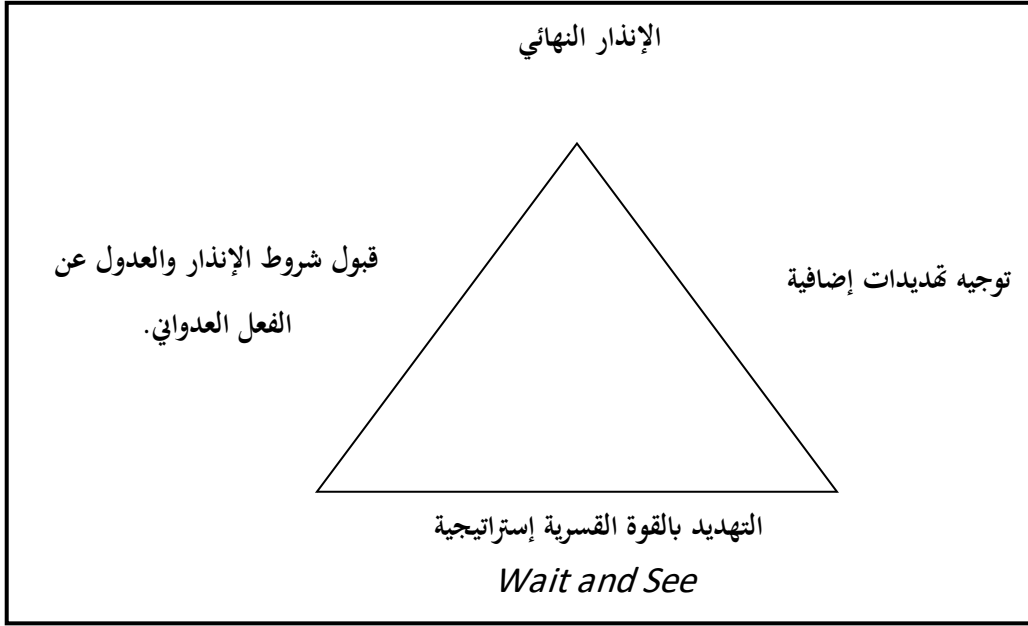 الإنذار النهائي
توجيه تهديدات إضافية
قبول شروط الإنذار والعدول عن
الفعل العدواني.
التهديد بالقوة القسرية إستراتيجية
Wait and See